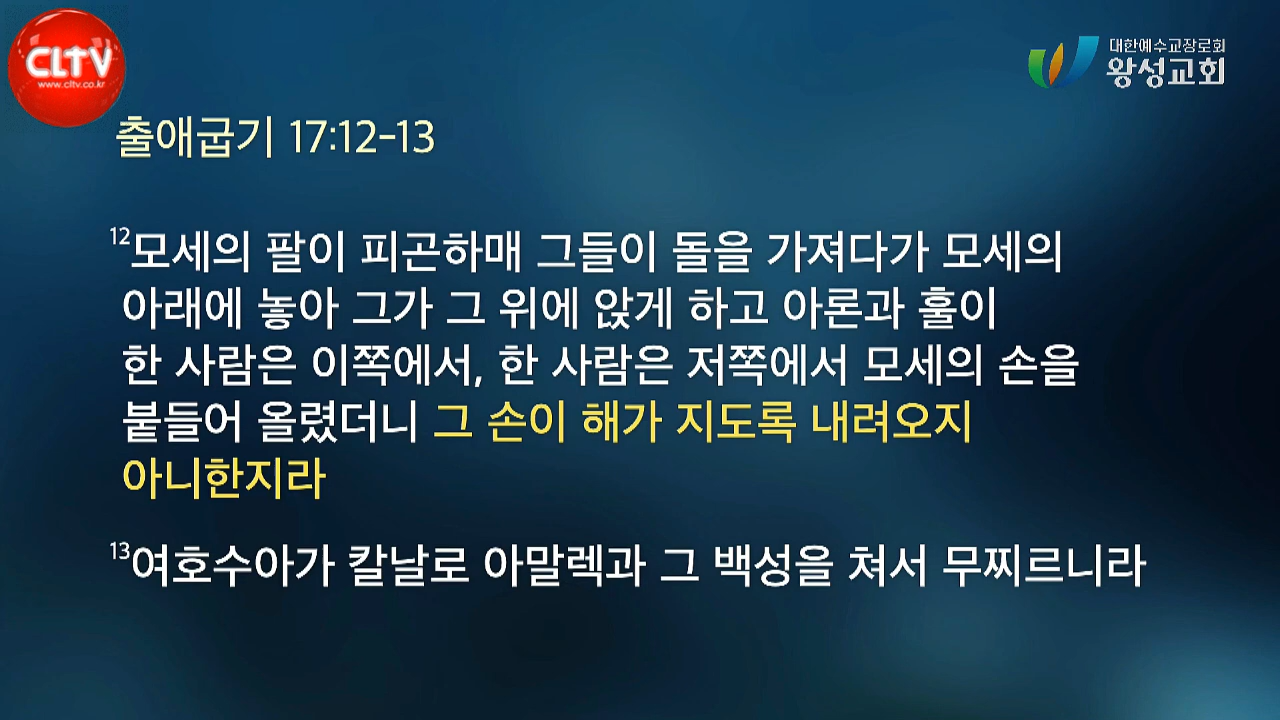 CLTV
www.cltv.co.kr
대한예수교장로회
왕성교회
출애굽기 17:12-13
12모세의 팔이 피곤하매 그들이 돌을 가져다가 모세의
아래에 놓아 그가 그 위에 앉게 하고 아론과 훌이
한 사람은 이쪽에서, 한 사람은 저쪽에서 모세의 손을
붙들어 올렸더니 그 손이 해가 지도록 내려오지
아니한지라
13여호수아가 칼날로 아말렉과 그 백성을 쳐서 무찌르니라